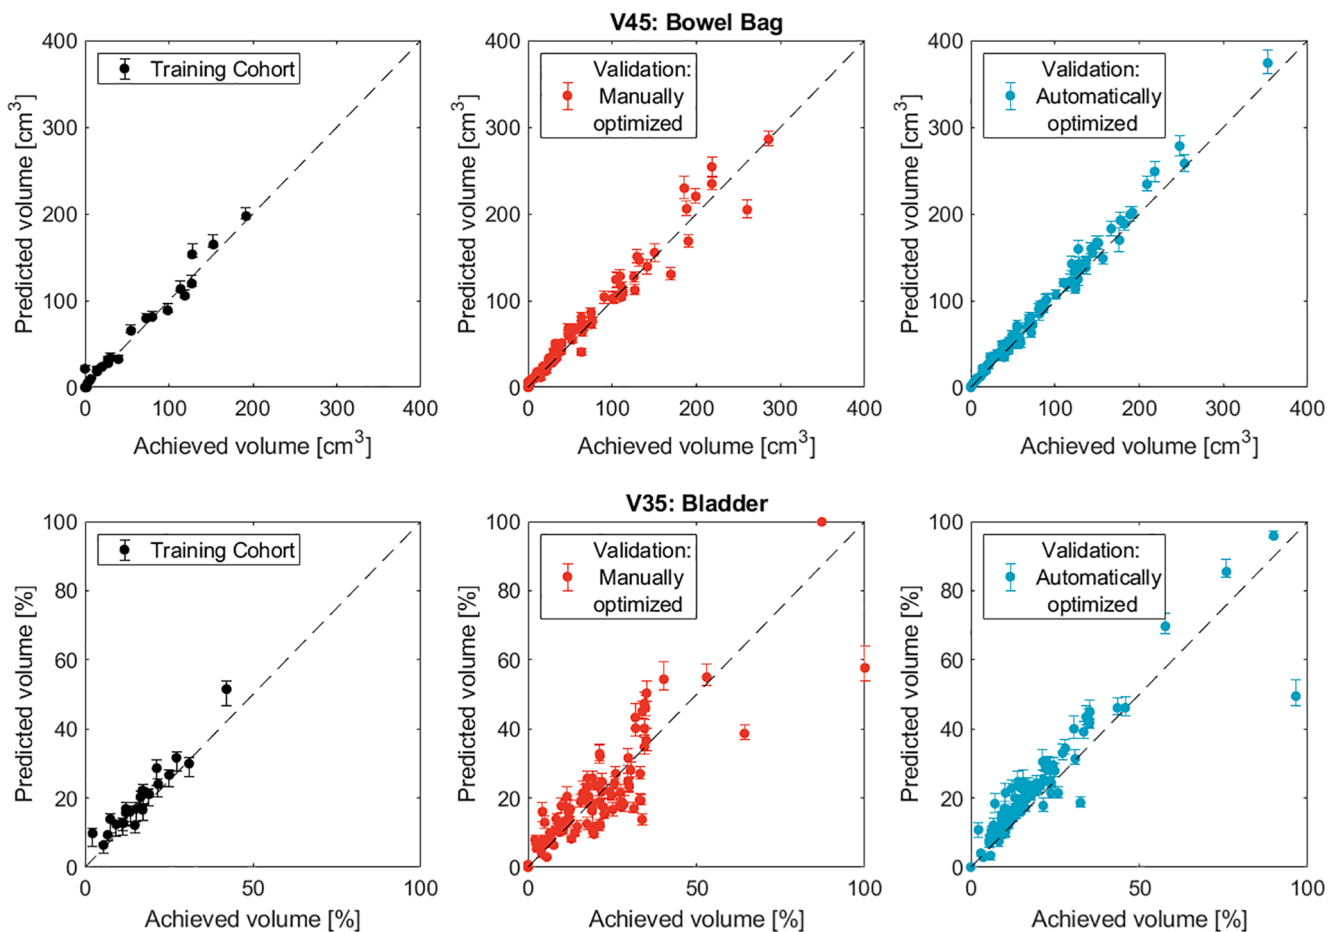 V45: Bowel Bag
400
300
200
100
0
Predicted volume [cm³]
Training Cohort
0
100
200
300
400
Achieved volume [cm³]
400
300
200
100
0
Predicted volume [cm³]
Validation:
Manually
optimized
0
100
200
300
400
Achieved volume [cm³]
400
300
200
100
0
Predicted volume [cm³]
Validation:
Automatically
optimized
0
100
200
300
400
Achieved volume [cm³]
V35: Bladder
100
80
60
40
20
0
Predicted volume [%]
Training Cohort
0
50
100
Achieved volume [%]
100
80
60
40
20
0
Predicted volume [%]
Validation:
Manually
optimized
0
50
100
Achieved volume [%]
100
80
60
40
20
0
Predicted volume [%]
Validation:
Automatically
optimized
0
50
100
Achieved volume [%]